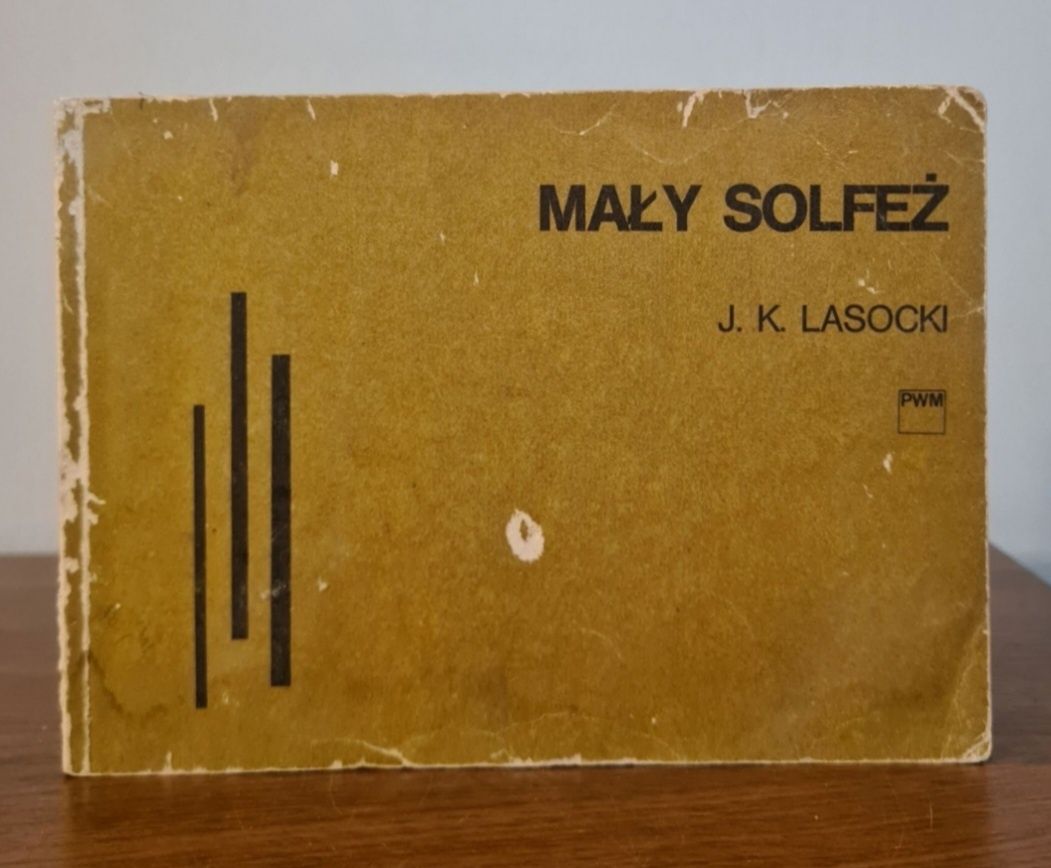 MAŁY SOLFEŻ
J. K. LASOCKI
PWM